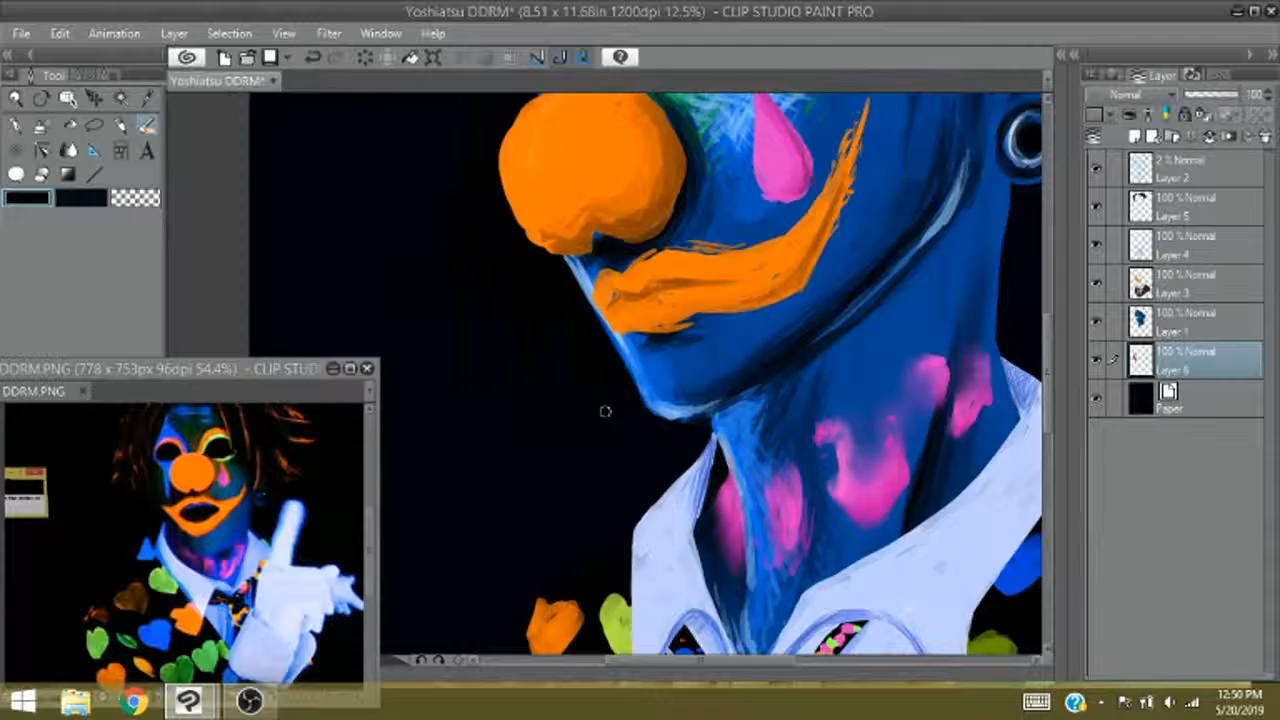 Yoshiatsu DDRM* (8.51 x 11.68in 1200dpi 12.5%) - CLIP STUDIO PAINT PRO
File Edit Animation Layer Selection View Filter Window Help
Tool
Yoshiatsu DDRM*
Layer
Normal 100
2 % Normal
Layer 2
100 % Normal
Layer 5
100 % Normal
Layer 4
100 % Normal
Layer 3
100 % Normal
Layer 1
100 % Normal
Layer 6
Paper
DDRM.PNG (778 x 753px 96dpi 54.4%) - CLIP STUDI
DDRM.PNG
12:50 PM
5/20/2019